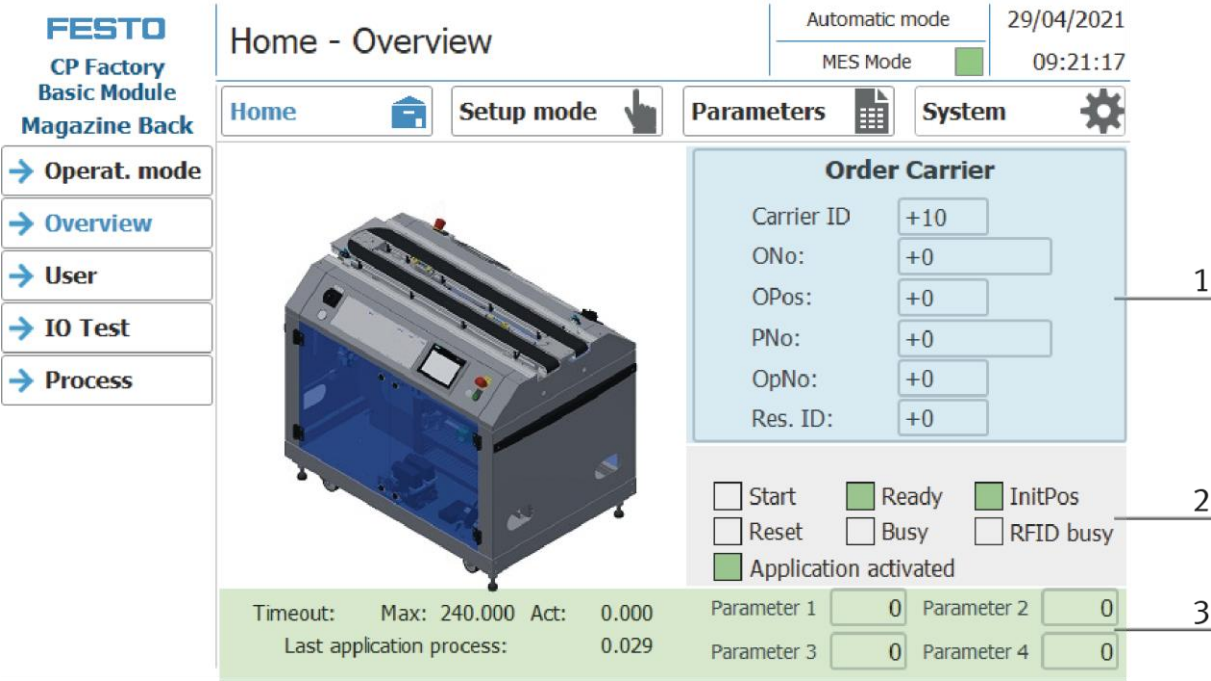 FESTO
CP Factory
Basic Module
Magazine Back
Home - Overview
Automatic mode
MES Mode
29/04/2021
09:21:17
Home
Setup mode
Parameters
System
Operat. mode
Overview
User
IO Test
Process
Order Carrier
Carrier ID +10
ONo: +0
OPos: +0
PNo: +0
OpNo: +0
Res. ID: +0
1
Start Ready InitPos
Reset Busy RFID busy
Application activated
2
Timeout: Max: 240.000 Act: 0.000
Last application process: 0.029
Parameter 1 0 Parameter 2 0
Parameter 3 0 Parameter 4 0
3